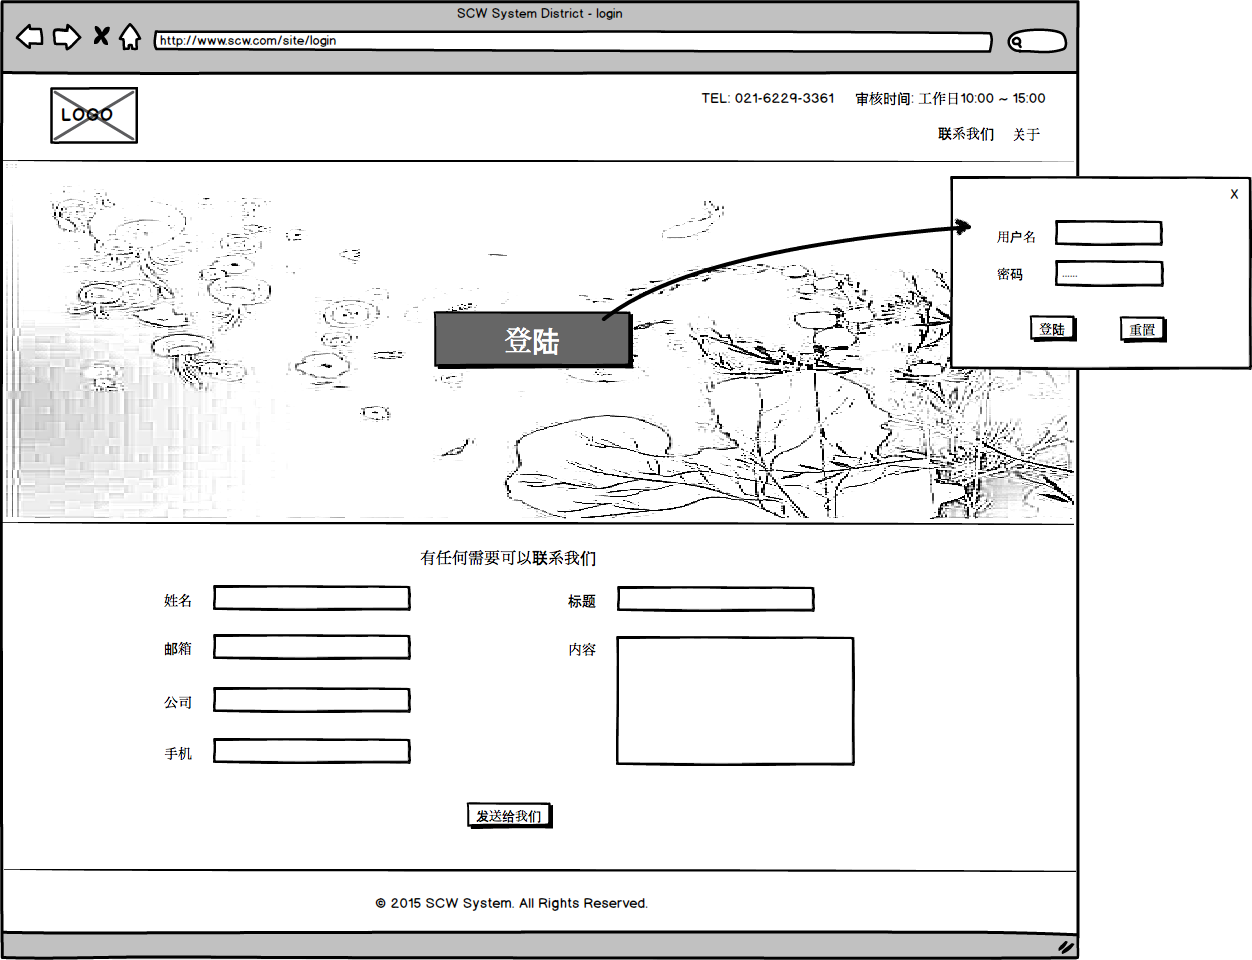 SCW System District - login
http://www.scw.com/site/login
LOGO
TEL: 021-6229-3361 审核时间: 工作日10:00 ~ 15:00
联系我们 关于
X
用户名
密码
......
登陆 重置
登陆
有任何需要可以联系我们
姓名
标题
邮箱
内容
公司
手机
发送给我们
© 2015 SCW System. All Rights Reserved.